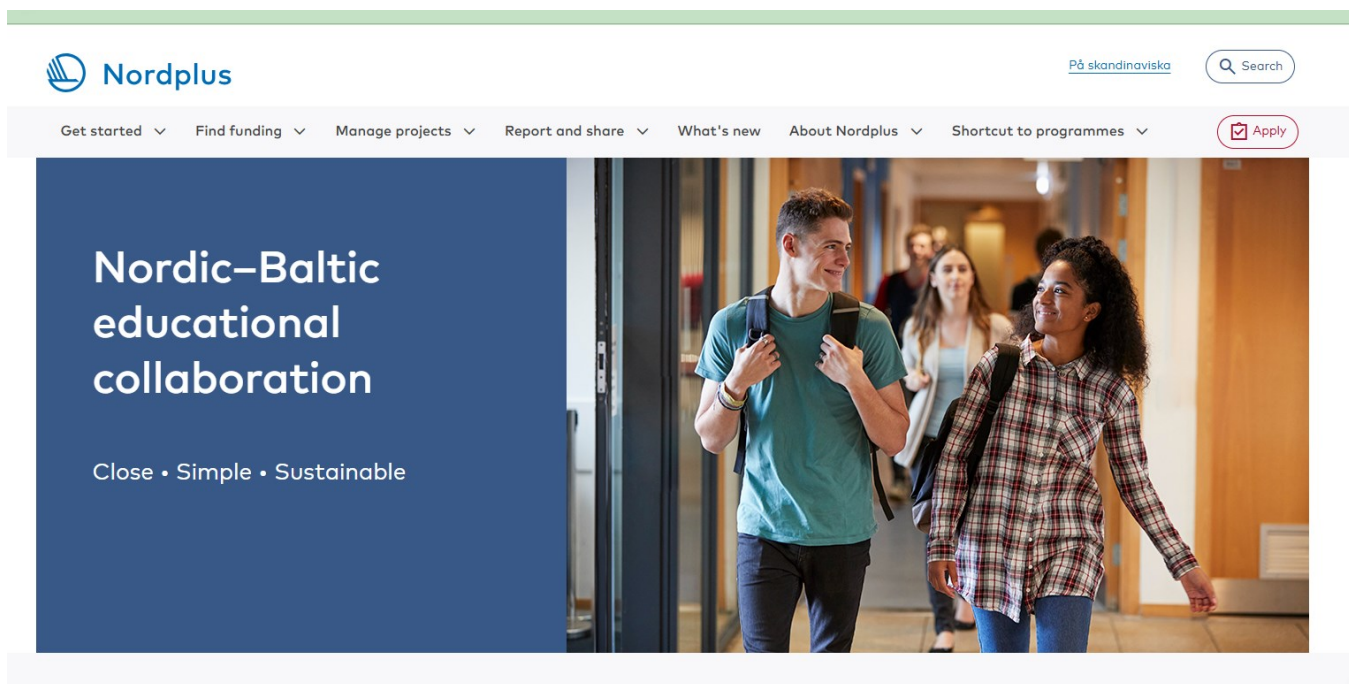 Nordplus
På skandinaviska
Search
Get started
Find funding
Manage projects
Report and share
What's new
About Nordplus
Shortcut to programmes
Apply
Nordic–Baltic
educational
collaboration
Close • Simple • Sustainable